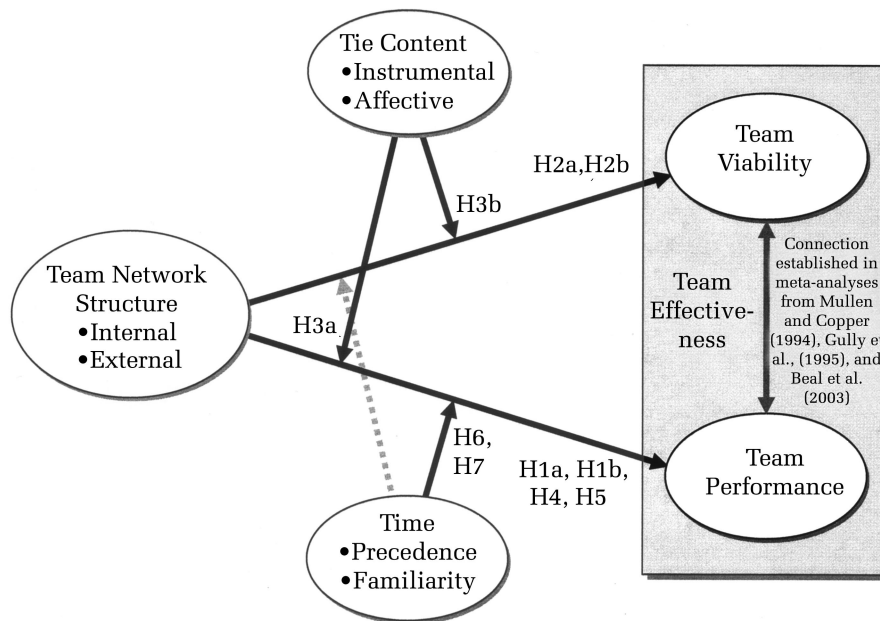 Tie Content
•Instrumental
•Affective
H2a,H2b
H3b
Team
Viability
Team Network
Structure
•Internal
•External
H3a
Team
Effective-
ness
Connection
established in
meta-analyses
from Mullen
and Copper
(1994), Gully et
al., (1995), and
Beal et al.
(2003)
H6,
H7
H1a, H1b,
H4, H5
Team
Performance
Time
•Precedence
•Familiarity